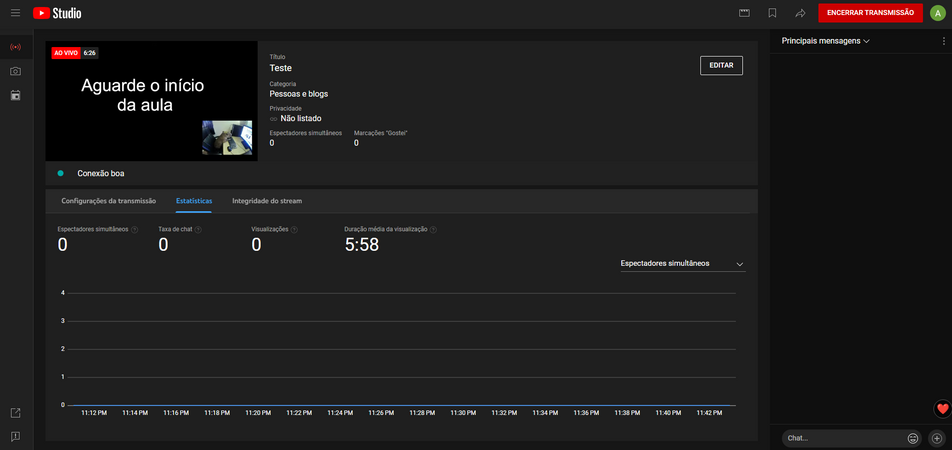 Studio
ENCERRAR TRANSMISSÃO
A
AO VIVO 6:26
Aguarde o início
da aula
Título
Teste
EDITAR
Categoria
Pessoas e blogs
Privacidade
Não listado
Espectadores simultâneos Marcações "Gostei"
0 0
Conexão boa
Configurações da transmissão Estatísticas Integridade do stream
Espectadores simultâneos ? Taxa de chat ? Visualizações ? Duração média da visualização ?
0 0 0 5:58
Espectadores simultâneos
4
3
2
1
0
11:12 PM 11:14 PM 11:16 PM 11:18 PM 11:20 PM 11:22 PM 11:24 PM 11:26 PM 11:28 PM 11:30 PM 11:32 PM 11:34 PM 11:36 PM 11:38 PM 11:40 PM 11:42 PM
Principais mensagens
Chat...